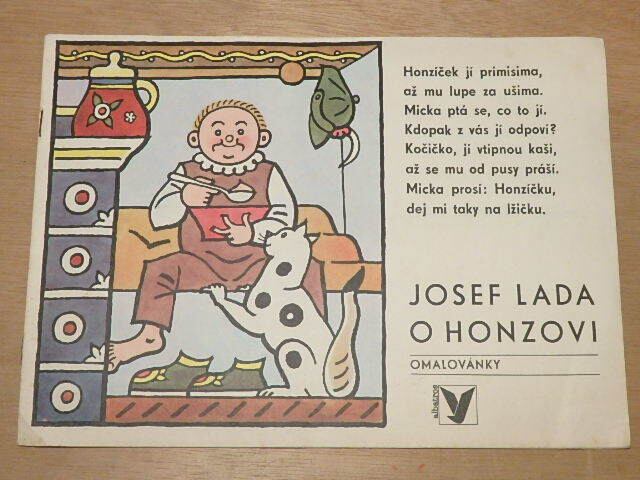 Honzíček jí primisima,
až mu lupe za ušima.
Micka ptá se, co to jí.
Kdopak z vás jí odpoví?
Kočičko, jí vtipnou kaši,
až se mu od pusy práší.
Micka prosí: Honzíčku,
dej mi taky na lžičku.
JOSEF LADA
O HONZOVI
OMALOVÁNKY
albatros